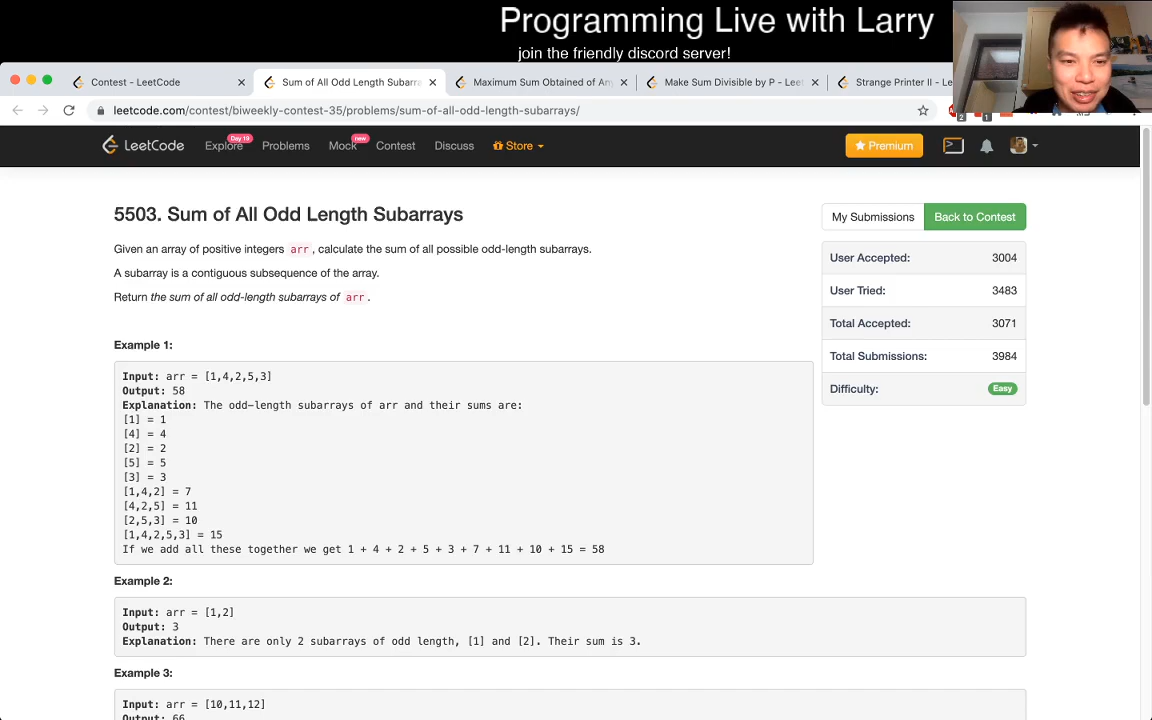 Programming Live with Larry
join the friendly discord server!
Contest - LeetCode
Sum of All Odd Length Subarra
Maximum Sum Obtained of An
Make Sum Divisible by P - Lee
Strange Printer II - LeetC
leetcode.com/contest/biweekly-contest-35/problems/sum-of-all-odd-length-subarrays/
2
1
LeetCode
Explore
Day 19
Problems
Mock
new
Contest
Discuss
Store
Premium
5503. Sum of All Odd Length Subarrays
My Submissions
Back to Contest
Given an array of positive integers arr, calculate the sum of all possible odd-length subarrays.
A subarray is a contiguous subsequence of the array.
Return the sum of all odd-length subarrays of arr.
User Accepted: 3004
User Tried: 3483
Total Accepted: 3071
Total Submissions: 3984
Difficulty: Easy
Example 1:
Input: arr = [1,4,2,5,3]
Output: 58
Explanation: The odd-length subarrays of arr and their sums are:
[1] = 1
[4] = 4
[2] = 2
[5] = 5
[3] = 3
[1,4,2] = 7
[4,2,5] = 11
[2,5,3] = 10
[1,4,2,5,3] = 15
If we add all these together we get 1 + 4 + 2 + 5 + 3 + 7 + 11 + 10 + 15 = 58
Example 2:
Input: arr = [1,2]
Output: 3
Explanation: There are only 2 subarrays of odd length, [1] and [2]. Their sum is 3.
Example 3:
Input: arr = [10,11,12]
Output: 66